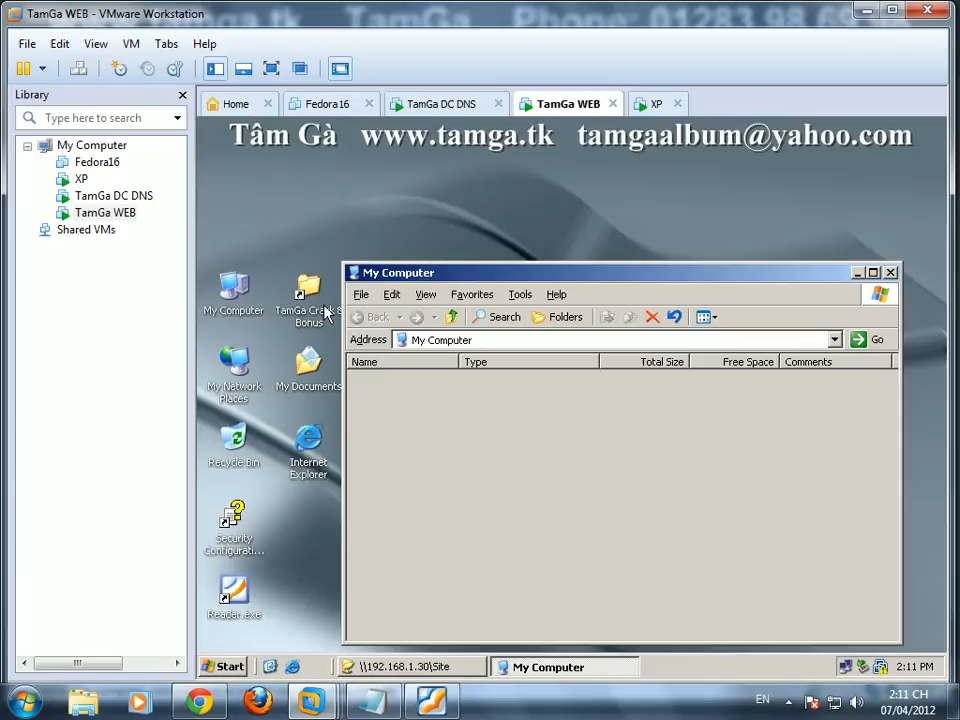 TamGa WEB - VMware Workstation
File Edit View VM Tabs Help
Library
Type here to search
My Computer
Fedora16
XP
TamGa DC DNS
TamGa WEB
Shared VMs
Home Fedora16 TamGa DC DNS TamGa WEB XP
Tâm Gà www.tamga.tk tamgaalbum@yahoo.com
My Computer
TamGa Crack
Bonus
My Network
Places
My Documents
Recycle Bin
Internet
Explorer
Security
Configurati...
Readar.exe
My Computer
File Edit View Favorites Tools Help
Back Search Folders
Address My Computer Go
Name Type Total Size Free Space Comments
Start \\192.168.1.30\Site My Computer 2:11 PM
EN 2:11 CH
07/04/2012